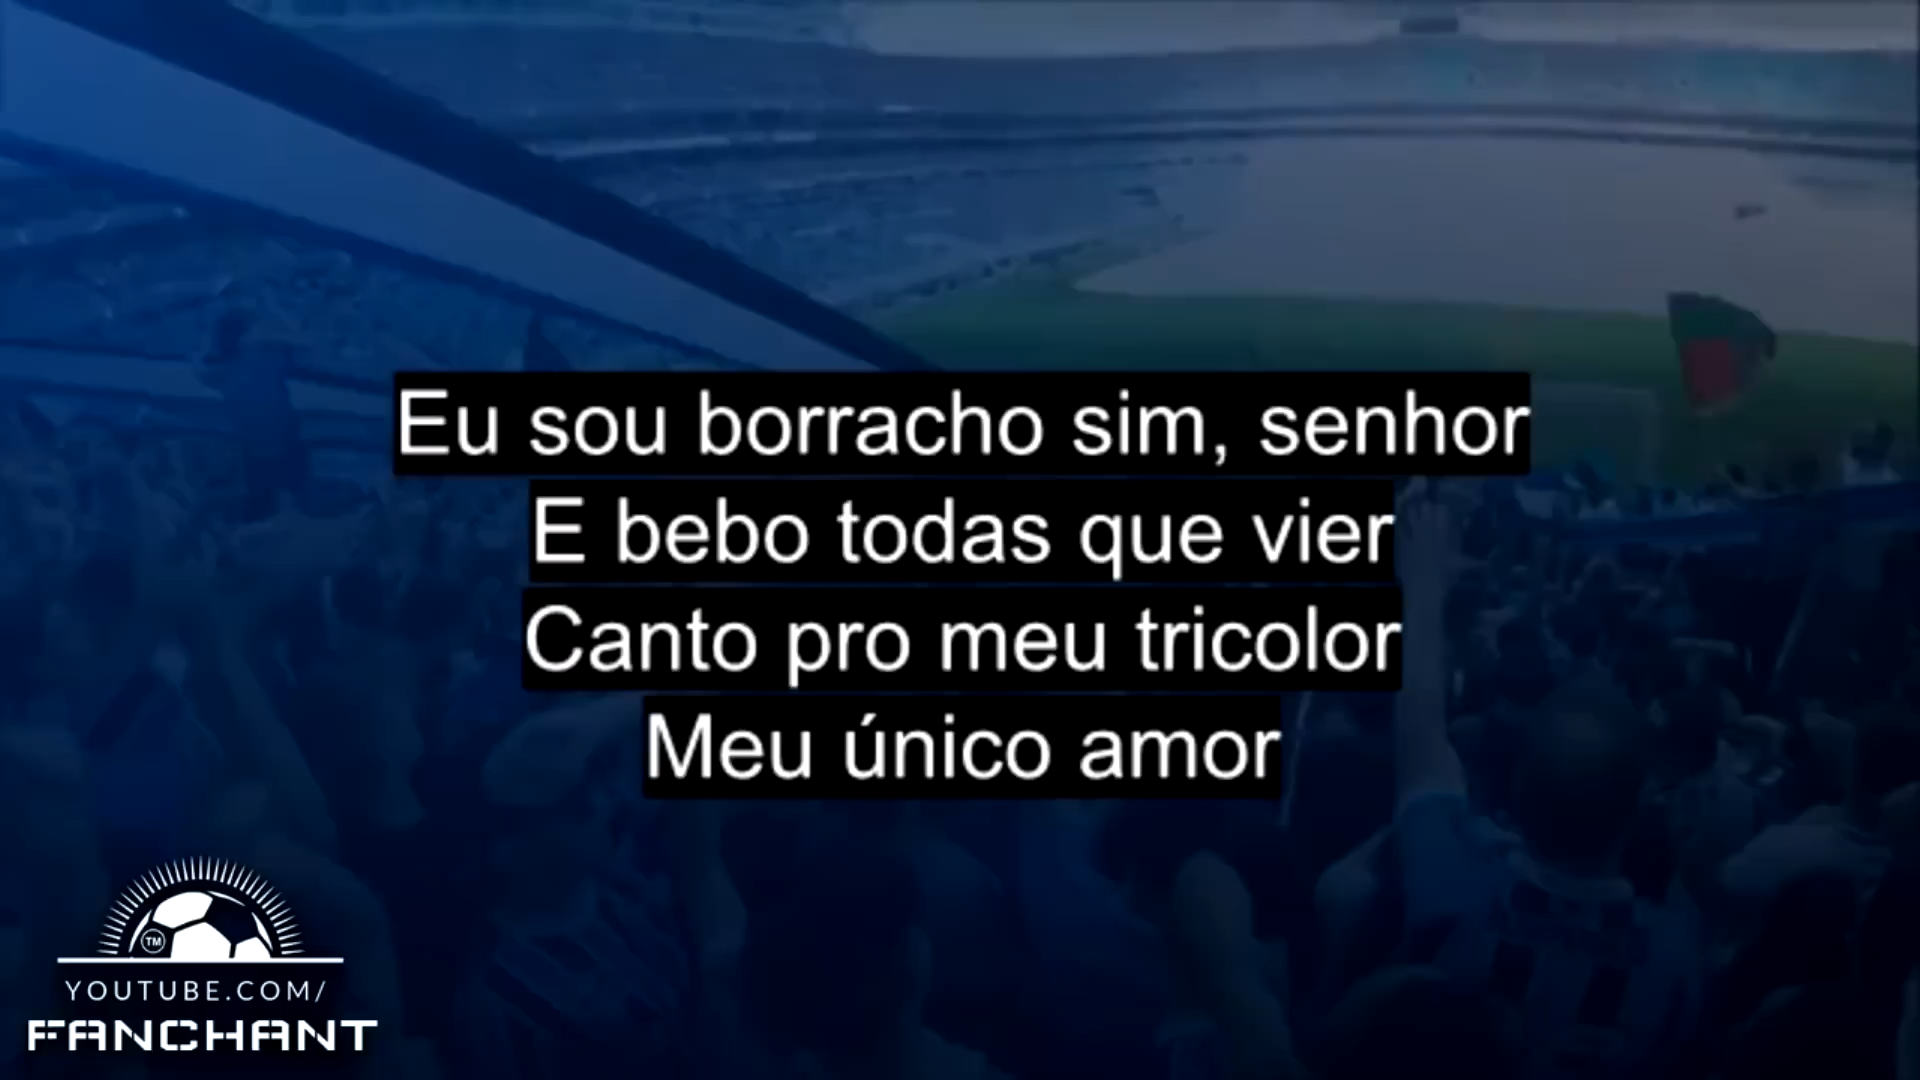 Eu sou borracho sim, senhor
E bebo todas que vier
Canto pro meu tricolor
Meu único amor
TM
YOUTUBE.COM/
FANCHANT